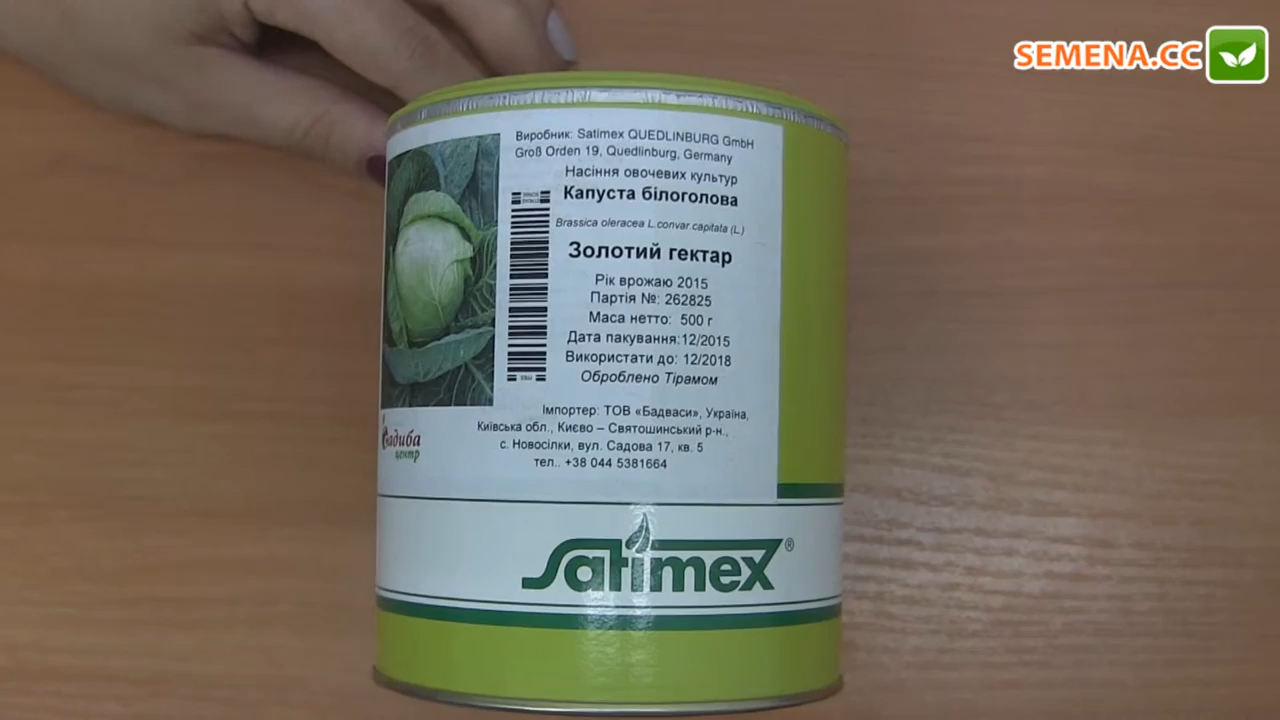 SEMENA.CC
Виробник: Satimex QUEDLINBURG GmbH
Groß Orden 19, Quedlinburg, Germany
Насіння овочевих культур
Капуста білоголова
Brassica oleracea L.convar.capitata (L.)
Золотий гектар
Рік врожаю 2015
Партія №: 262825
Маса нетто: 500 г
Дата пакування:12/2015
Використати до: 12/2018
Оброблено Тірамом
Імпортер: ТОВ «Бадваси», Україна,
Київська обл., Києво – Святошинський р-н.,
с. Новосілки, вул. Садова 17, кв. 5
тел.. +38 044 5381664
центр
Satimex®